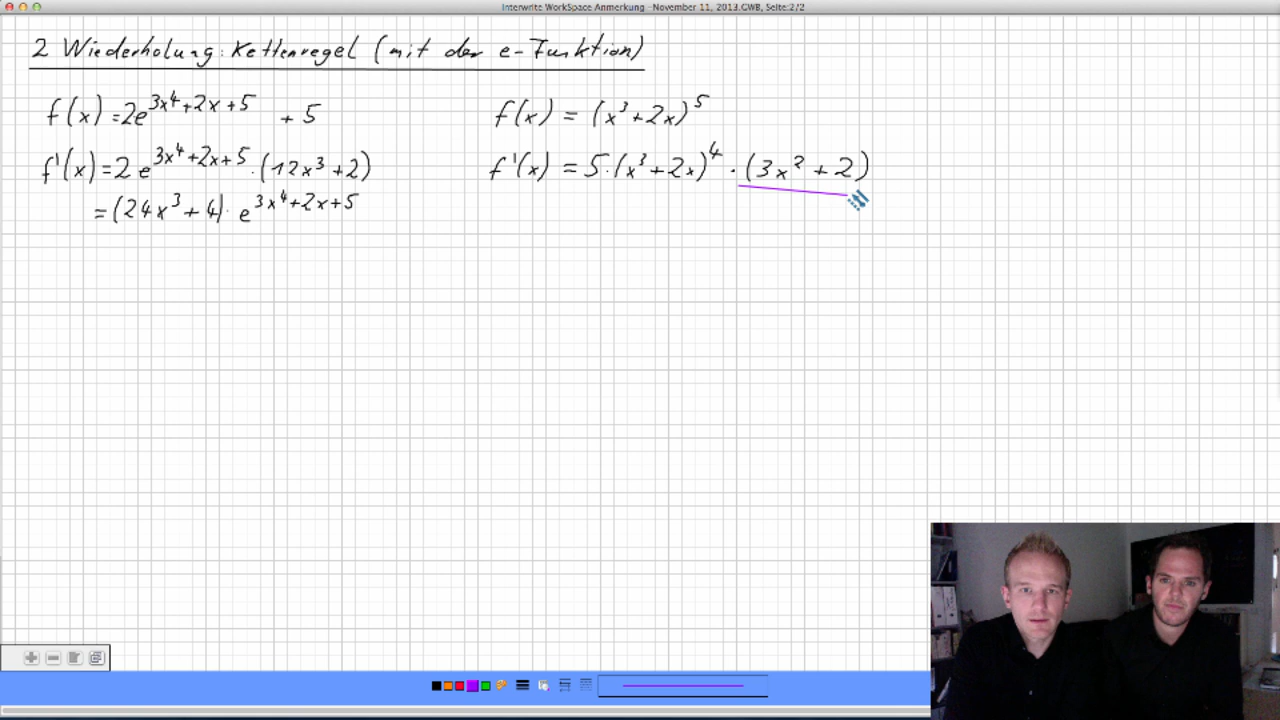 Interwrite WorkSpace Anmerkung -November 11, 2013.GWB, Seite:2/2
2 Wiederholung: Kettenregel (mit der e-Funktion)
f(x)=2e^{3x^4+2x+5} +5
f'(x)=2e^{3x^4+2x+5}·(12x^3+2)
=(24x^3+4)·e^{3x^4+2x+5}
f(x) = (x^3+2x)^5
f'(x) = 5·(x^3+2x)^4·(3x^2+2)